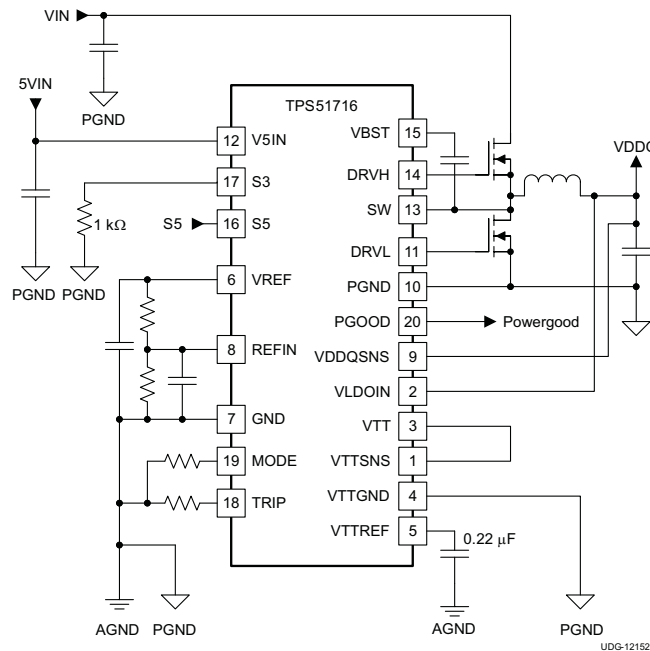 VIN
PGND
5VIN
TPS51716
VDDQ
12 V5IN
VBST 15
17 S3
DRVH 14
1 kΩ
S5
16 S5
SW 13
DRVL 11
PGND
PGND
6 VREF
PGND 10
PGOOD 20
Powergood
8 REFIN
VDDQSNS 9
VLDOIN 2
7 GND
VTT 3
19 MODE
VTTSNS 1
18 TRIP
VTTGND 4
VTTREF 5
0.22 µF
AGND
PGND
AGND
PGND
UDG-12152